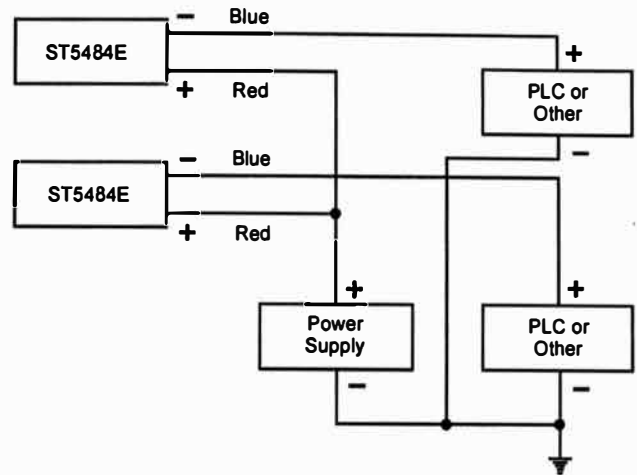 − Blue
ST5484E
+ Red
+
PLC or
Other
−
− Blue
ST5484E
+ Red
+
Power
Supply
−
+
PLC or
Other
−